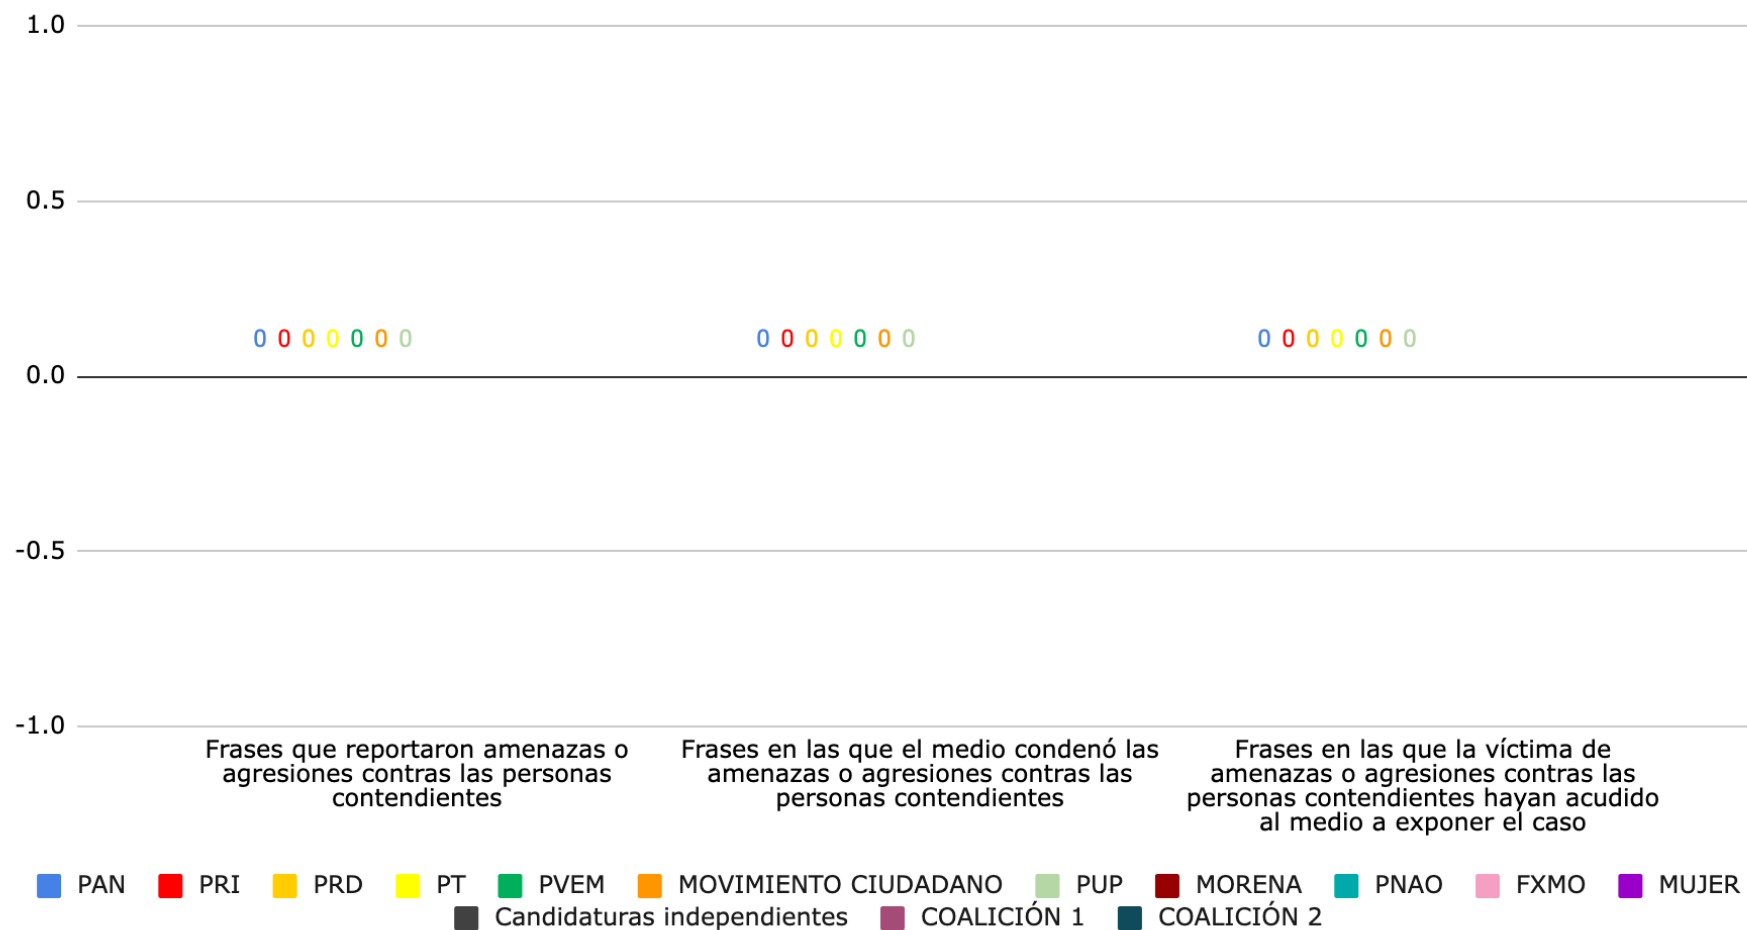 1.0
0.5
0 0 0 0 0 0 0 0 0 0 0 0 0 0 0 0 0 0 0 0 0
0.0
-0.5
-1.0
Frases que reportaron amenazas o
agresiones contras las personas
contendientes
Frases en las que el medio condenó las
amenazas o agresiones contras las
personas contendientes
Frases en las que la víctima de
amenazas o agresiones contras las
personas contendientes hayan acudido
al medio a exponer el caso
PAN PRI PRD PT PVEM MOVIMIENTO CIUDADANO PUP MORENA PNAO FXMO MUJER
Candidaturas independientes COALICIÓN 1 COALICIÓN 2